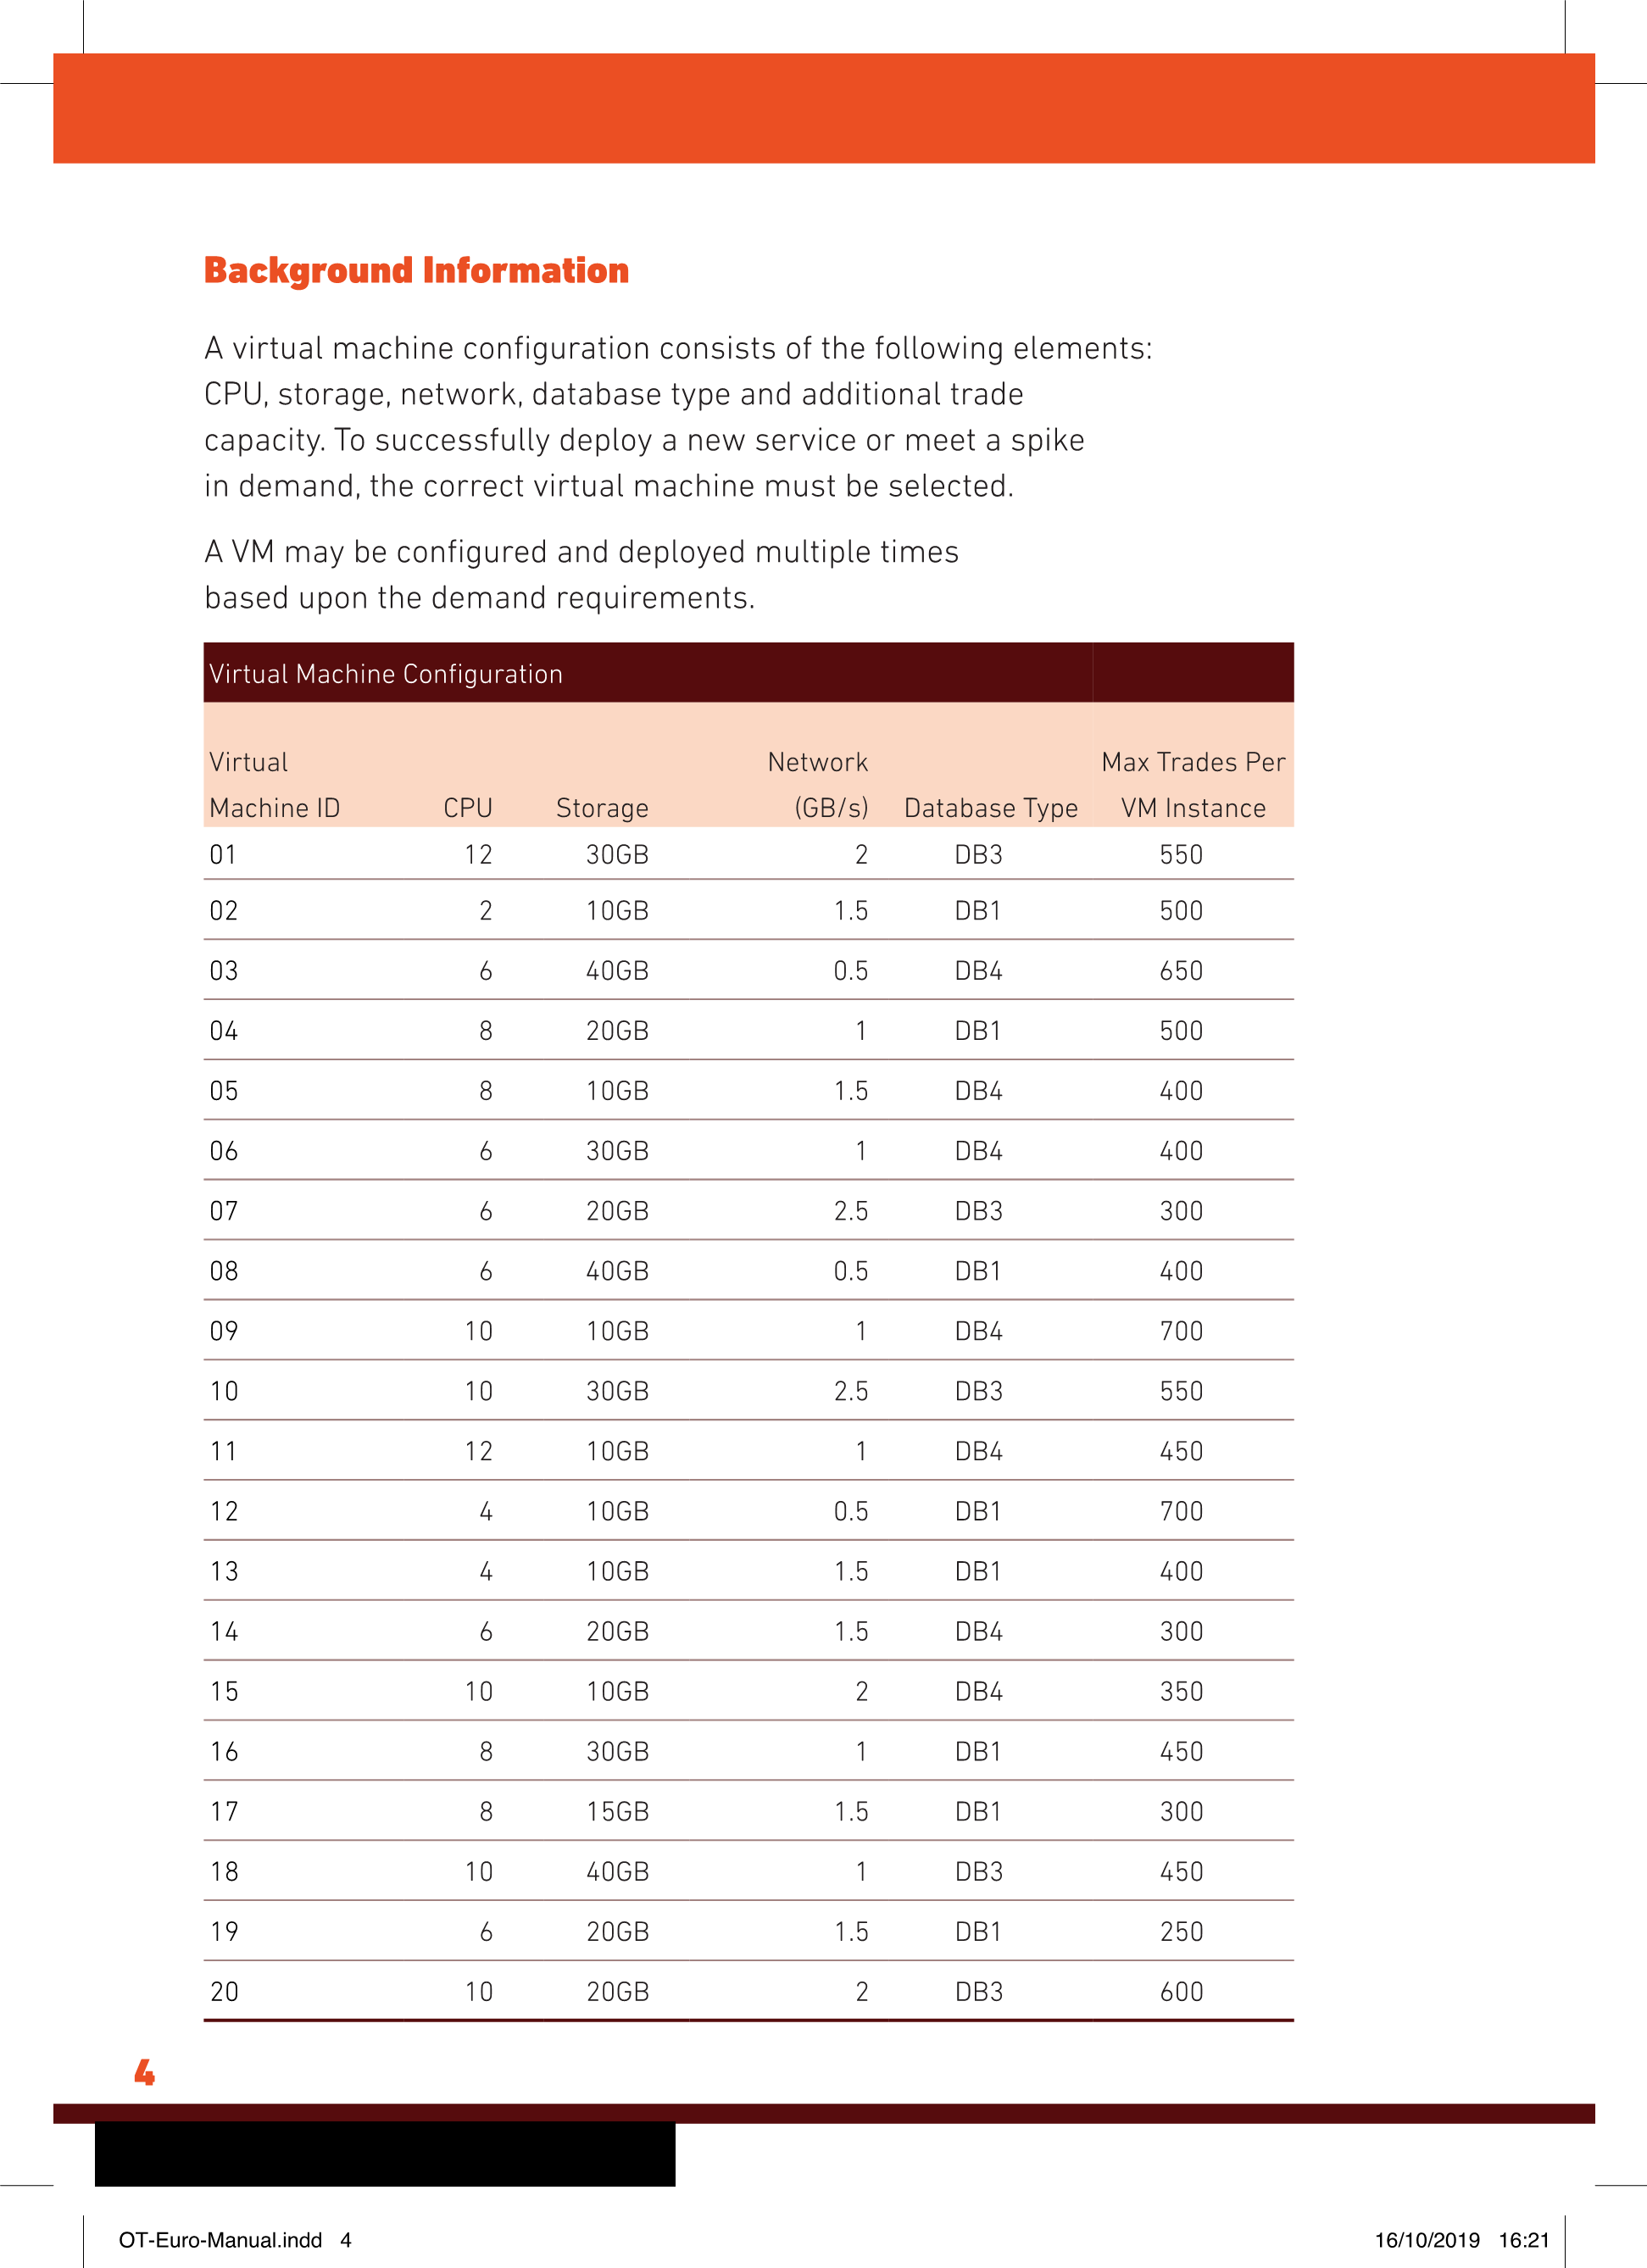 Background Information
A virtual machine configuration consists of the following elements:
CPU, storage, network, database type and additional trade
capacity. To successfully deploy a new service or meet a spike
in demand, the correct virtual machine must be selected.
A VM may be configured and deployed multiple times
based upon the demand requirements.
Virtual Machine Configuration
Virtual Network Max Trades Per
Machine ID CPU Storage (GB/s) Database Type VM Instance
01 12 30GB 2 DB3 550
02 2 10GB 1.5 DB1 500
03 6 40GB 0.5 DB4 650
04 8 20GB 1 DB1 500
05 8 10GB 1.5 DB4 400
06 6 30GB 1 DB4 400
07 6 20GB 2.5 DB3 300
08 6 40GB 0.5 DB1 400
09 10 10GB 1 DB4 700
10 10 30GB 2.5 DB3 550
11 12 10GB 1 DB4 450
12 4 10GB 0.5 DB1 700
13 4 10GB 1.5 DB1 400
14 6 20GB 1.5 DB4 300
15 10 10GB 2 DB4 350
16 8 30GB 1 DB1 450
17 8 15GB 1.5 DB1 300
18 10 40GB 1 DB3 450
19 6 20GB 1.5 DB1 250
20 10 20GB 2 DB3 600
4
OT-Euro-Manual.indd 4 16/10/2019 16:21